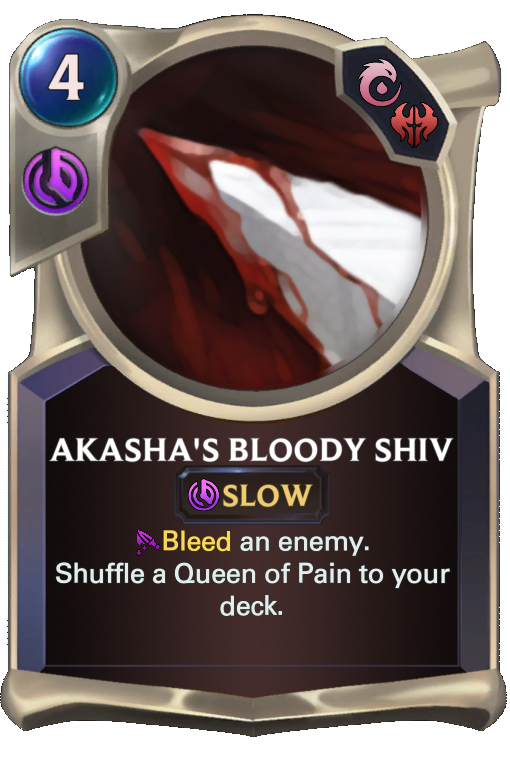 4
AKASHA'S BLOODY SHIV
SLOW
Bleed an enemy.
Shuffle a Queen of Pain to your
deck.